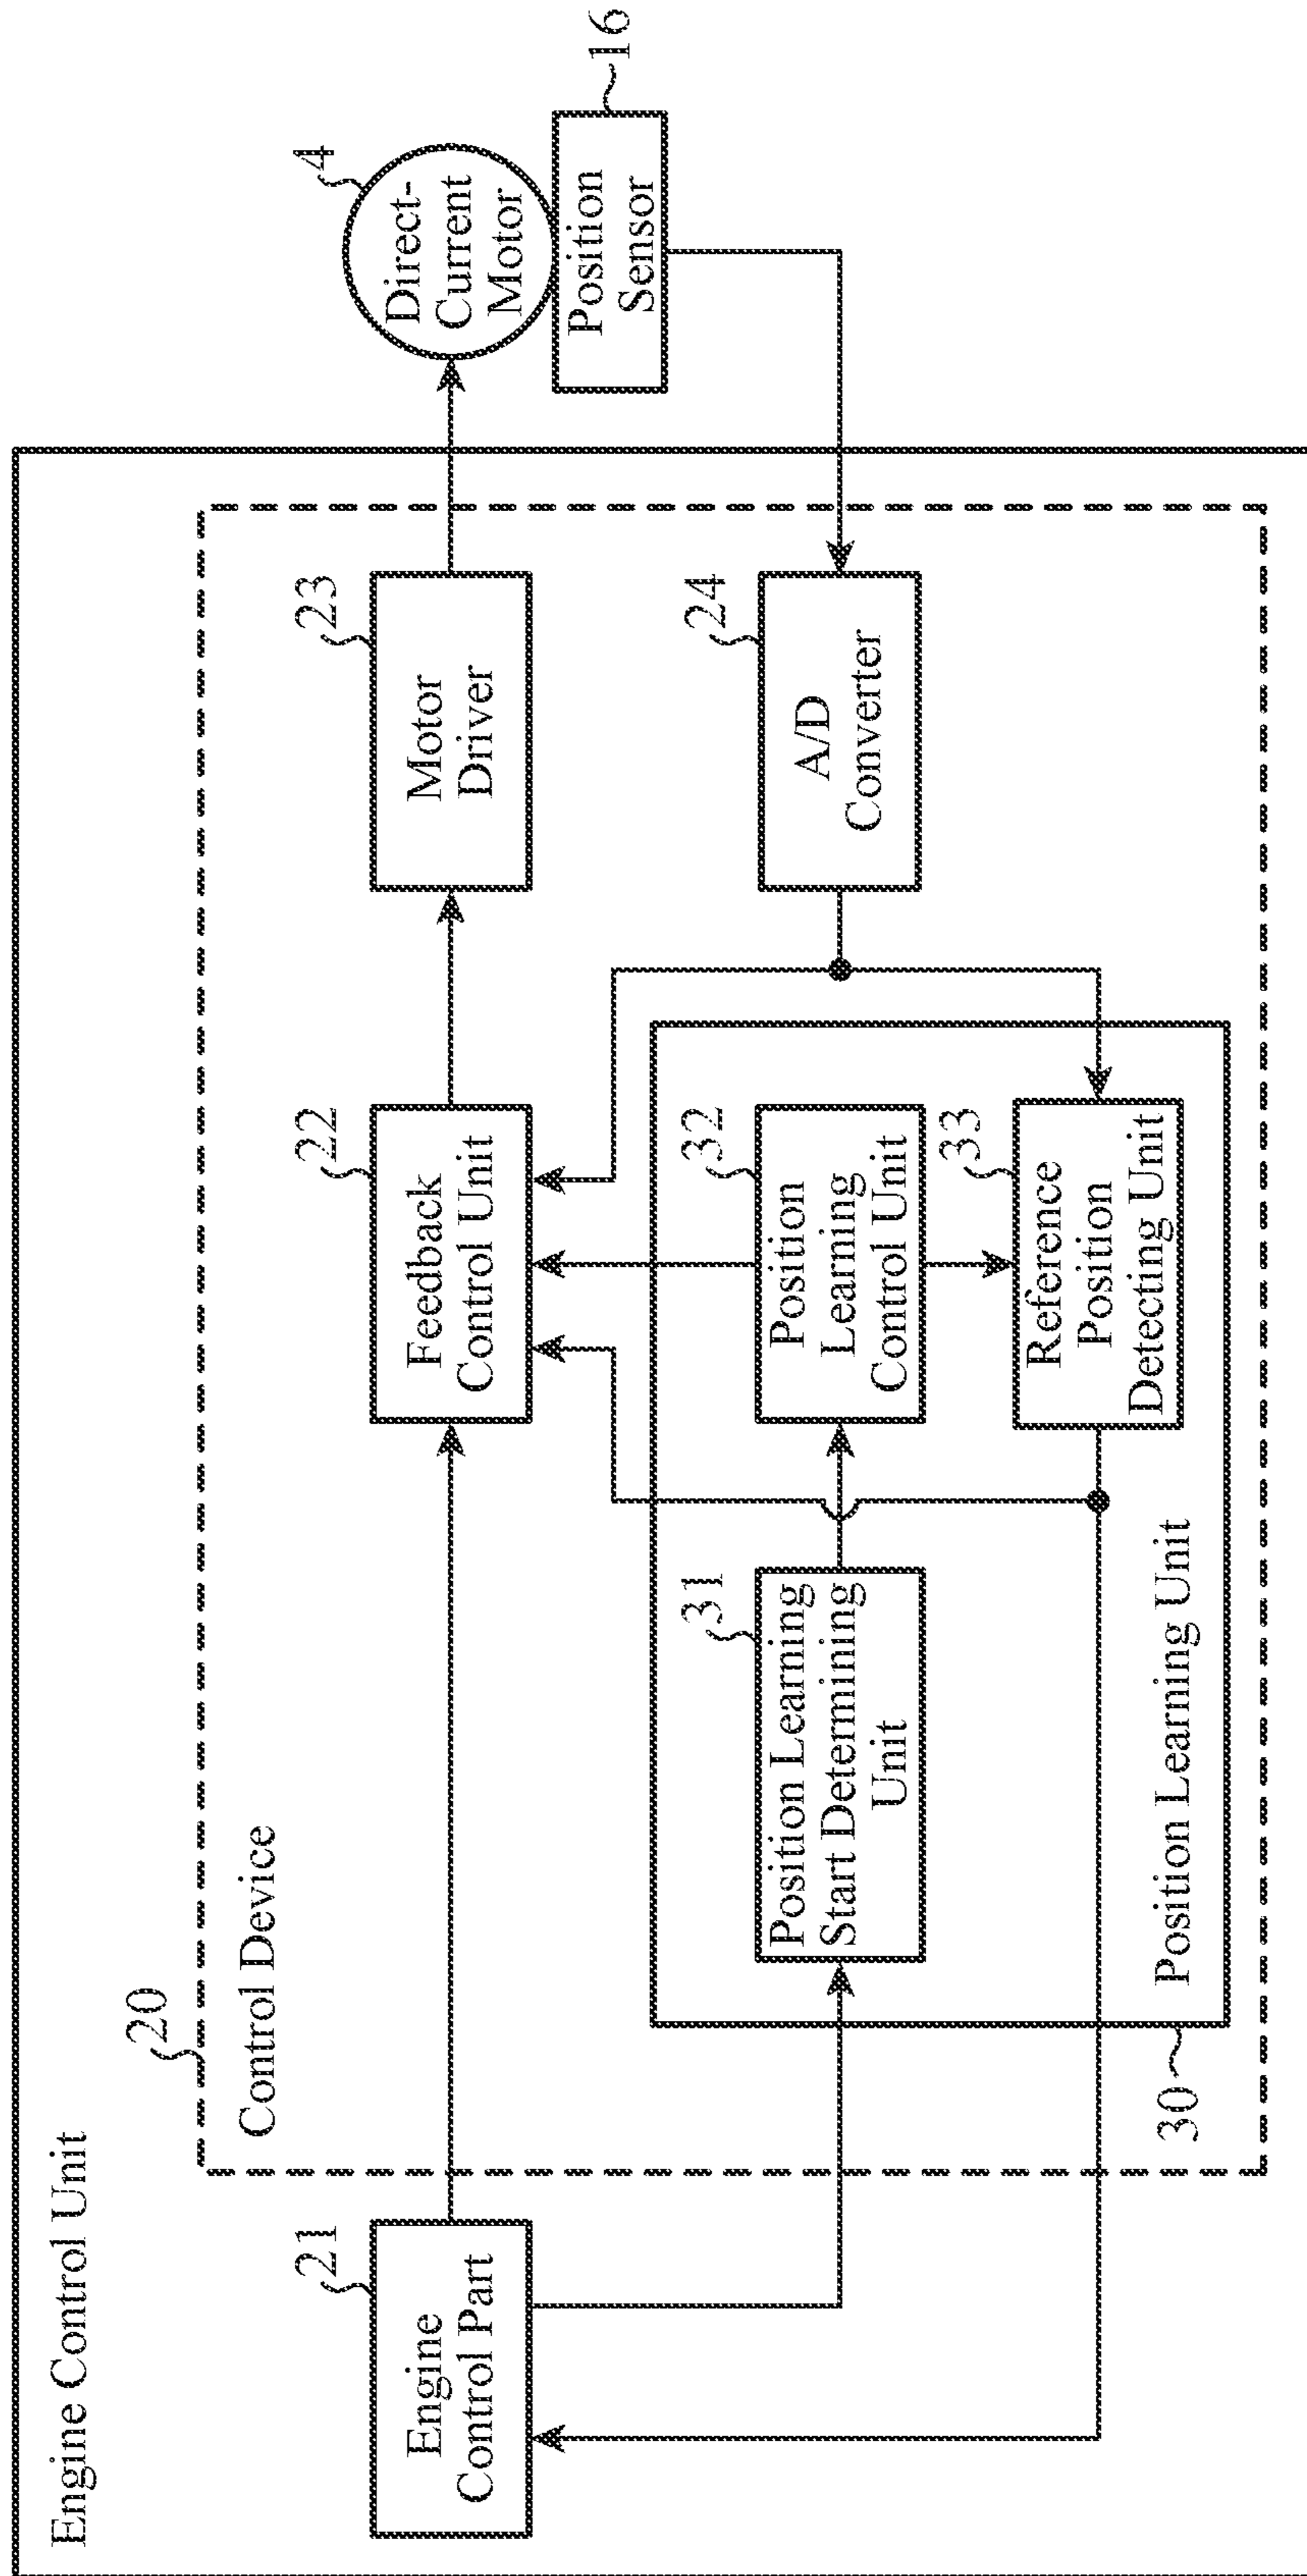 Engine Control Unit
20
Control Device
21
Engine
Control Part
22
Feedback
Control Unit
23
Motor
Driver
4
Direct-
Current
Motor
Position
Sensor
16
31
Position Learning
Start Determining
Unit
32
Position
Learning
Control Unit
24
A/D
Converter
33
Reference
Position
Detecting Unit
30
Position Learning Unit